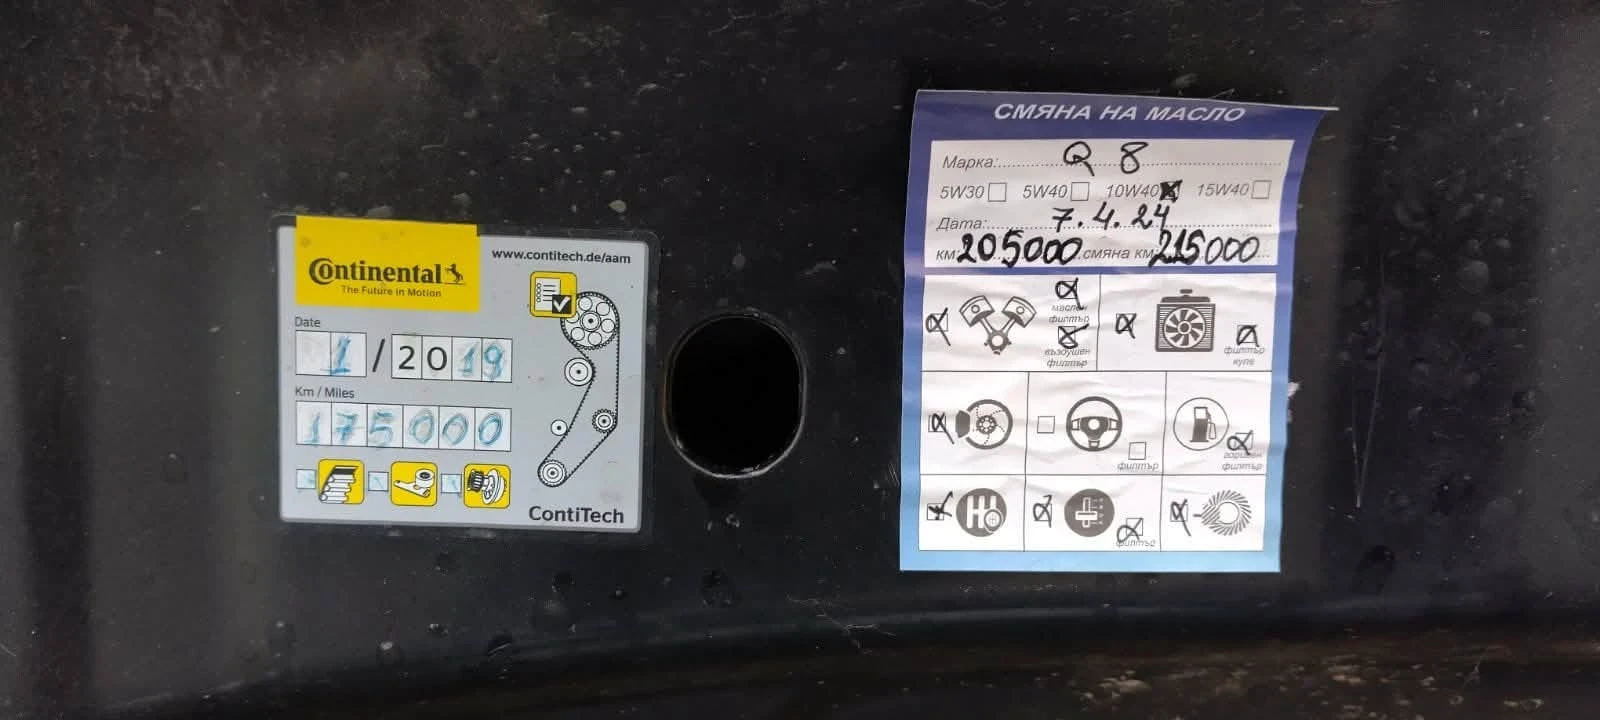 Continental
The Future in Motion
www.contitech.de/aam
Date
1 / 2019
Km / Miles
175000
ContiTech
СМЯНА НА МАСЛО
Марка: Q 8
5W30 5W40 10W40 15W40
Дата: 7.4.24
км 205000 смяна км 215000
маслен
филтър
въздушен
филтър
филтър
купе
филтър
горивен
филтър
филтър